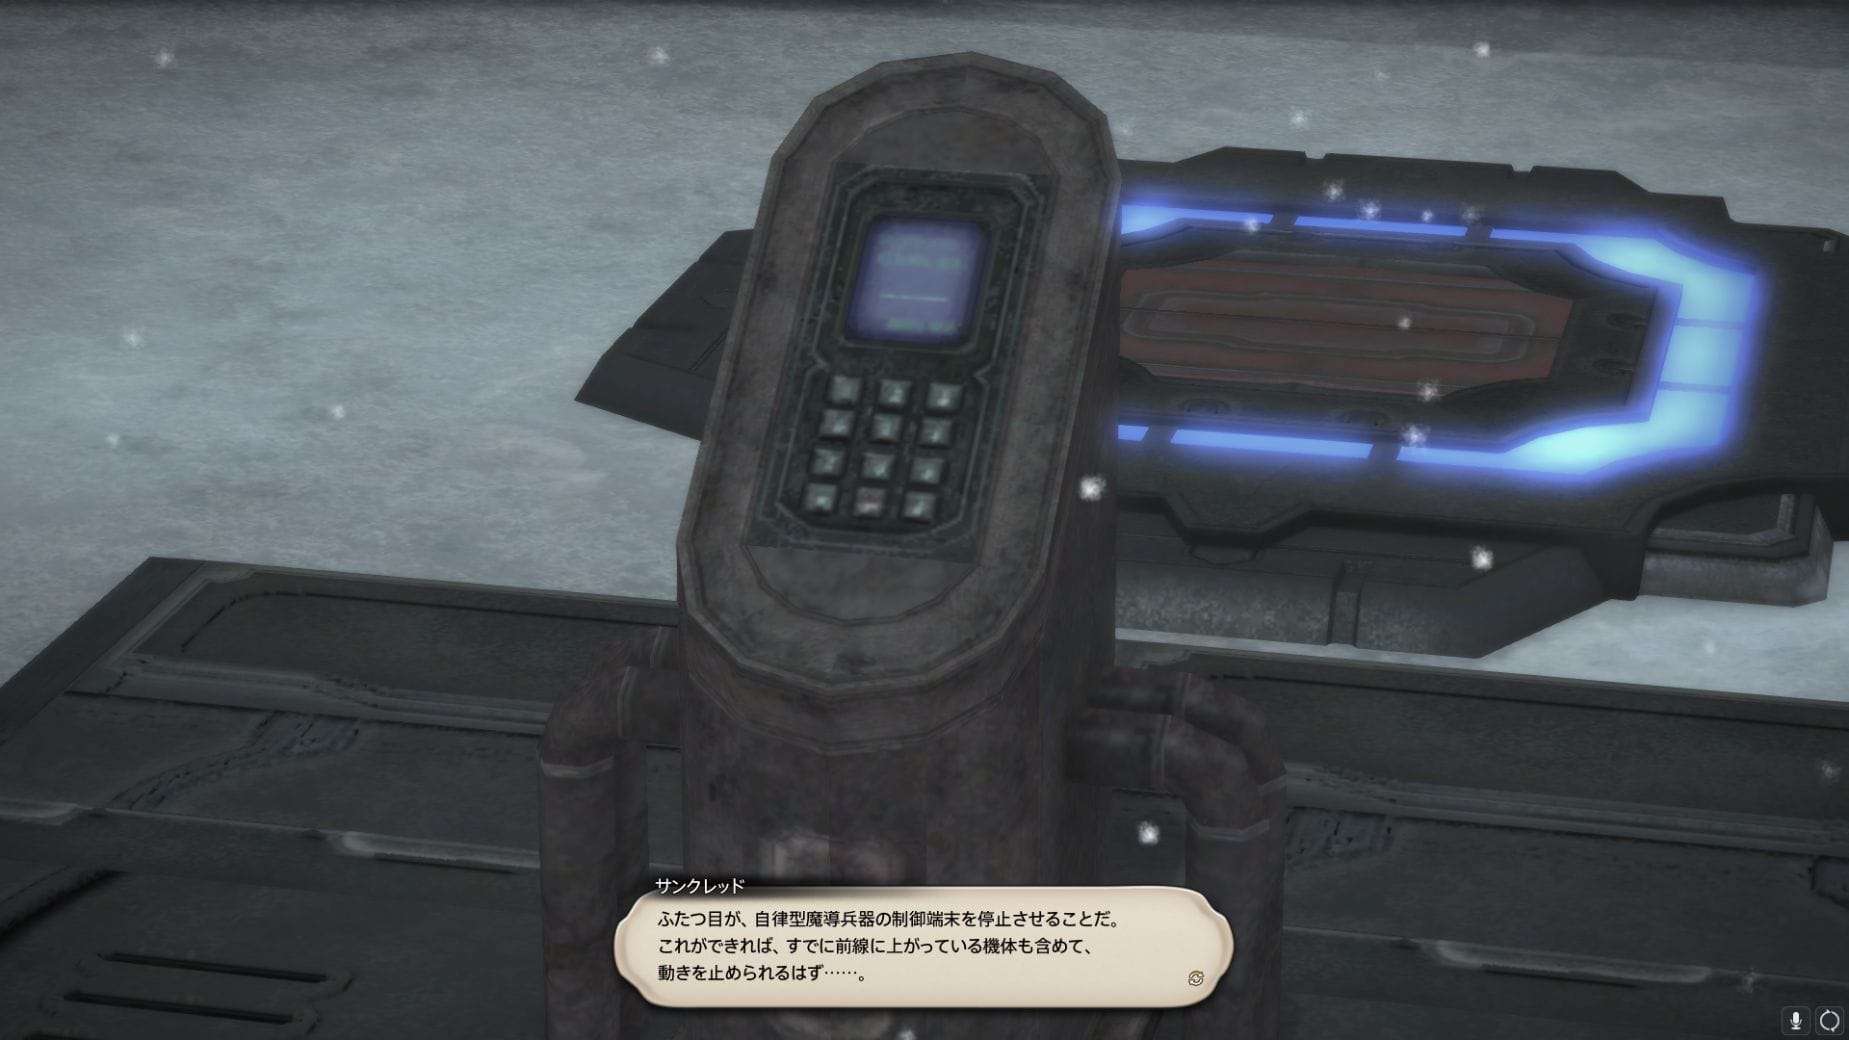 サンクレッド
ふたつ目が、自律型魔導兵器の制御端末を停止させることだ。
これができれば、すでに前線に上がっている機体も含めて、
動きを止められるはず……。